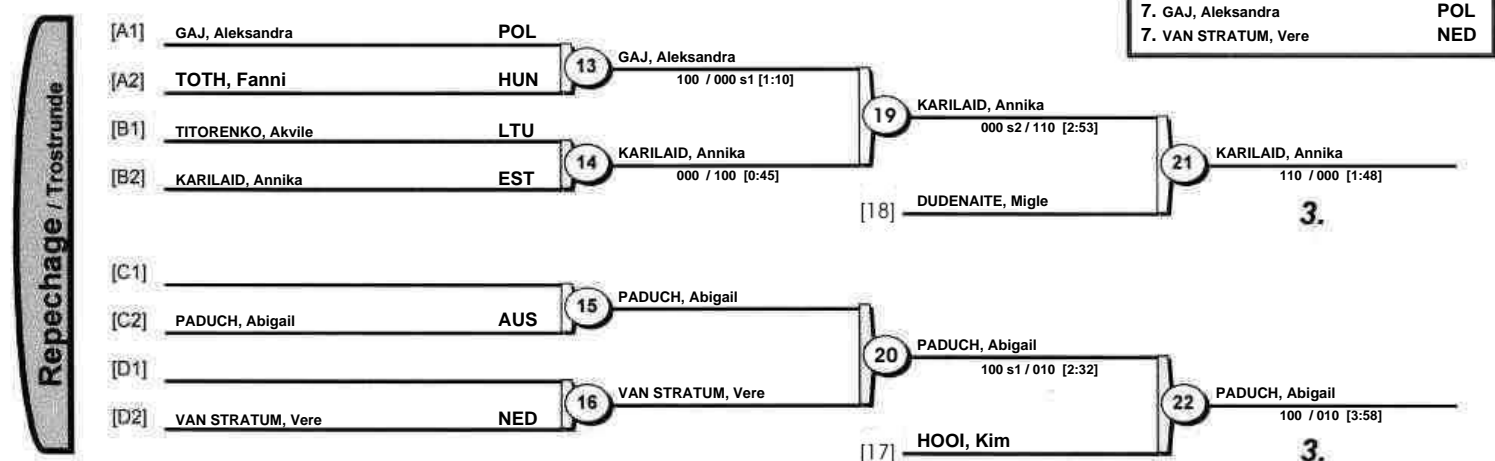 7. GAJ, Aleksandra POL
7. VAN STRATUM, Vere NED
Repechage / Trostrunde
[A1] GAJ, Aleksandra POL
[A2] TOTH, Fanni HUN
13 GAJ, Aleksandra
100 / 000 s1 [1:10]
[B1] TITORENKO, Akvile LTU
[B2] KARILAID, Annika EST
14 KARILAID, Annika
000 / 100 [0:45]
19 KARILAID, Annika
000 s2 / 110 [2:53]
[18] DUDENAITE, Migle
21 KARILAID, Annika
110 / 000 [1:48]
3.
[C1]
[C2] PADUCH, Abigail AUS
15 PADUCH, Abigail
[D1]
[D2] VAN STRATUM, Vere NED
16 VAN STRATUM, Vere
20 PADUCH, Abigail
100 s1 / 010 [2:32]
[17] HOOI, Kim
22 PADUCH, Abigail
100 / 010 [3:58]
3.